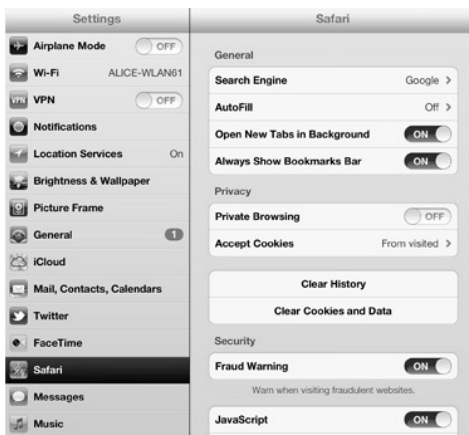 Settings
Airplane Mode OFF
Wi-Fi ALICE-WLAN61
VPN VPN OFF
Notifications
Location Services On
Brightness & Wallpaper
Picture Frame
General 1
iCloud
Mail, Contacts, Calendars
Twitter
FaceTime
Safari
Messages
Music
Safari
General
Search Engine Google >
AutoFill Off >
Open New Tabs in Background ON
Always Show Bookmarks Bar ON
Privacy
Private Browsing OFF
Accept Cookies From visited >
Clear History
Clear Cookies and Data
Security
Fraud Warning ON
Warn when visiting fraudulent websites.
JavaScript ON